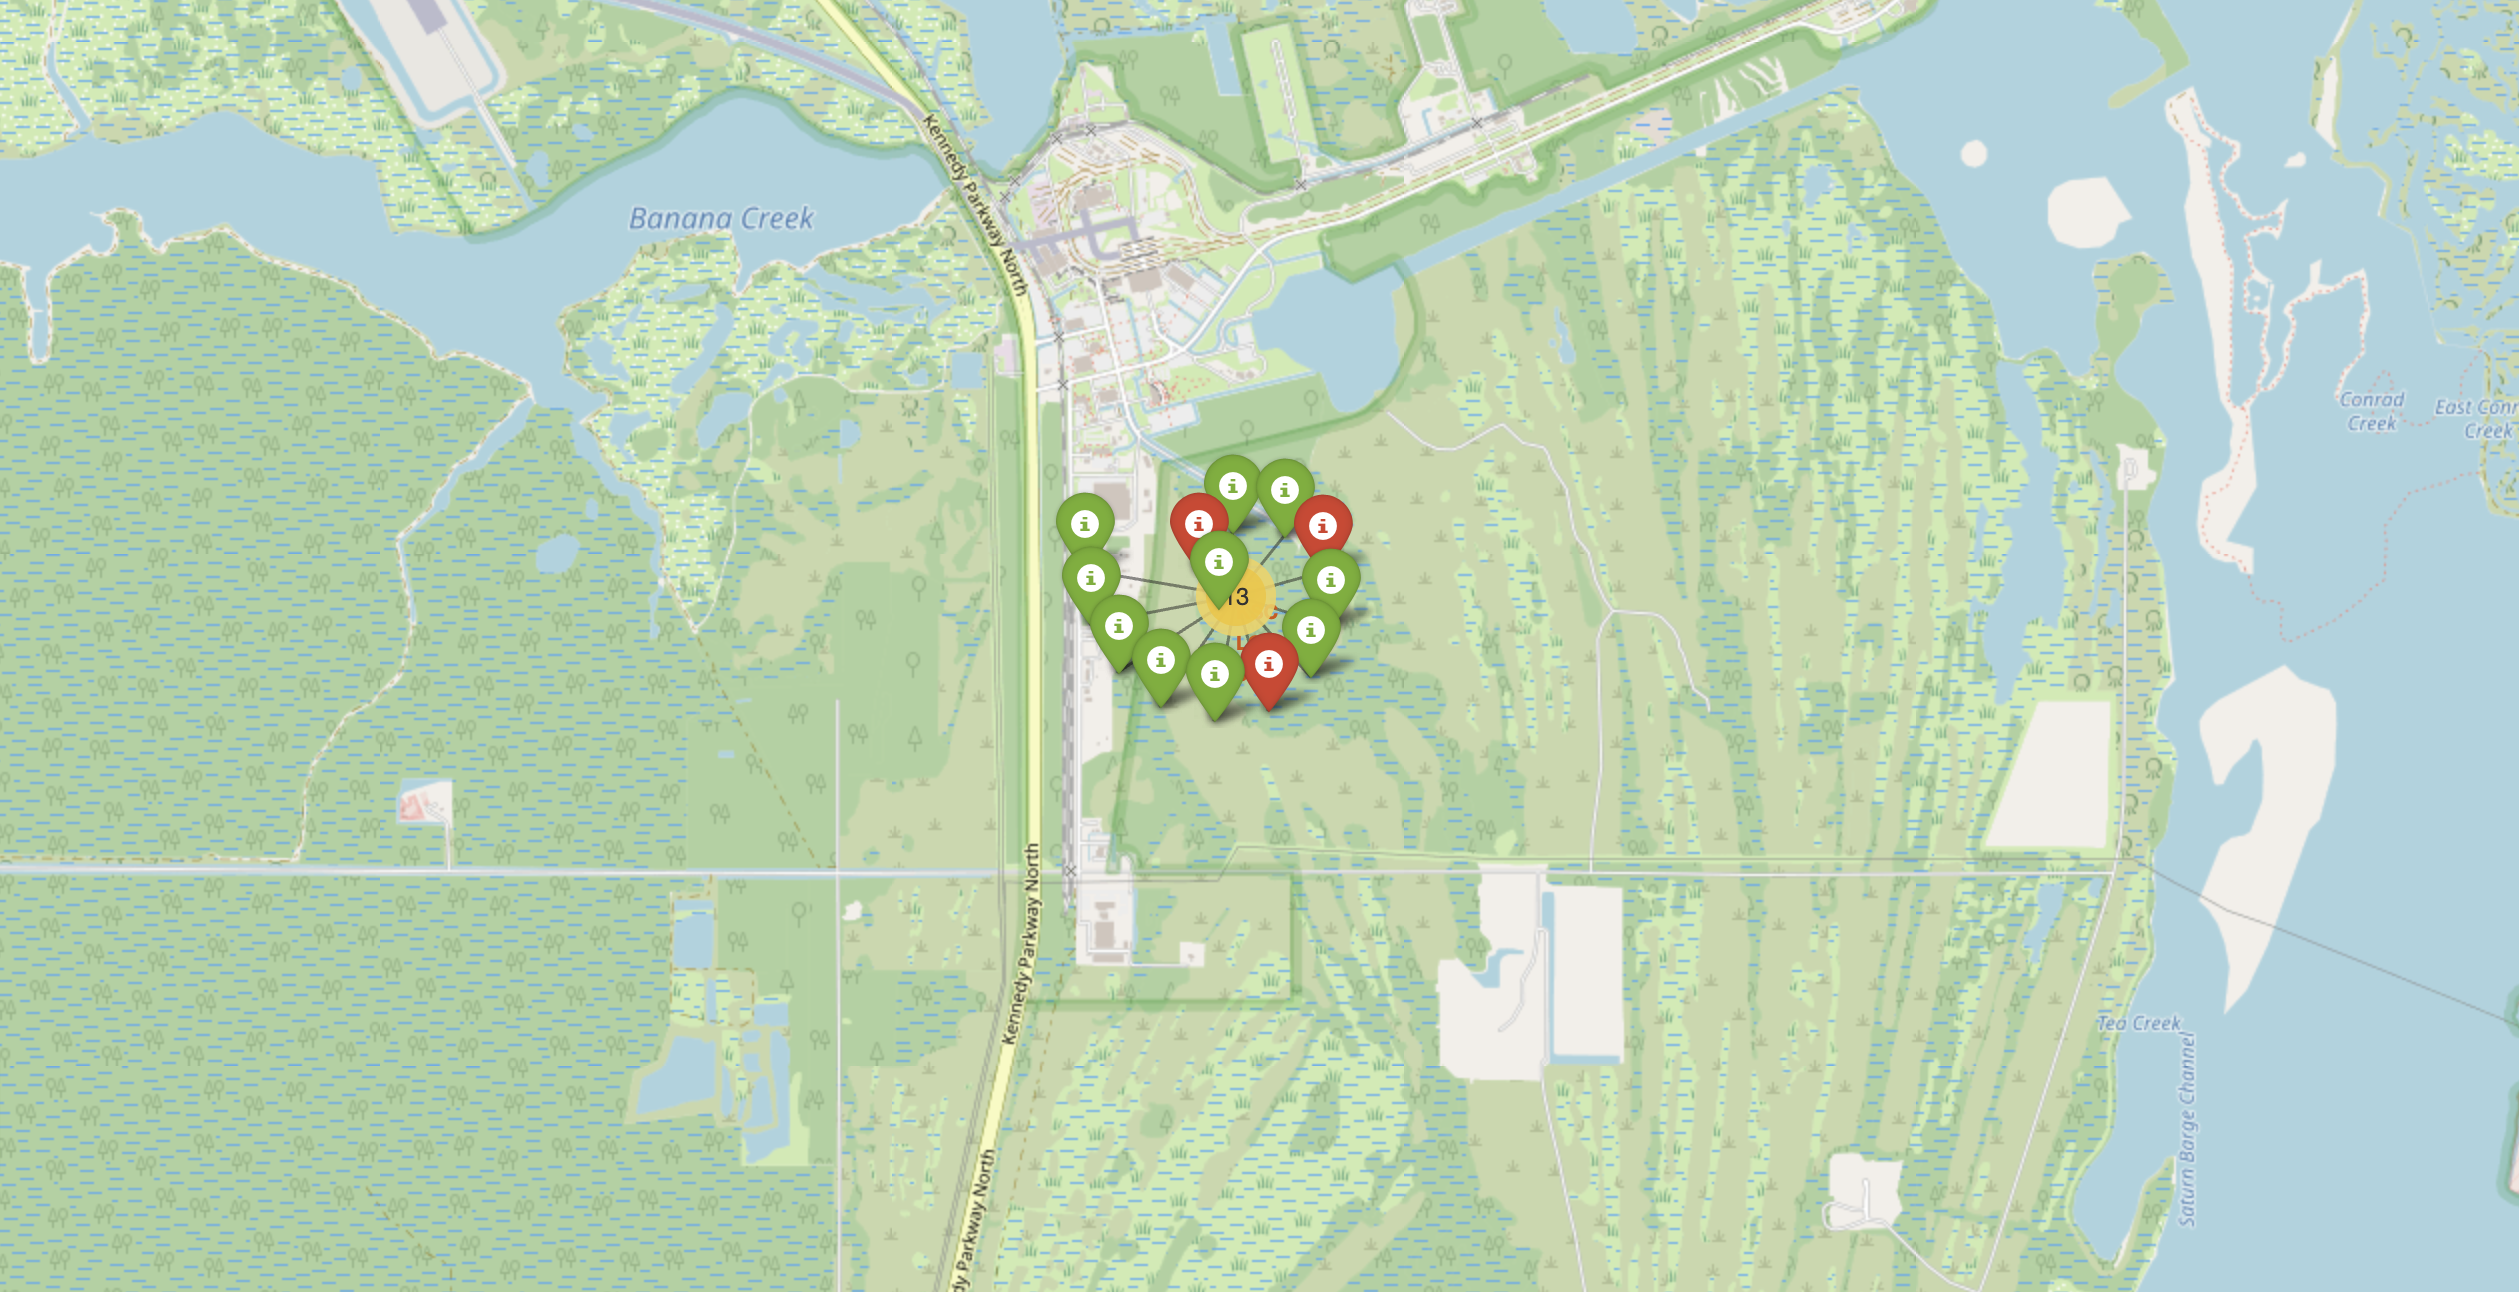 Kennedy Parkway North
Banana Creek
Conrad
Creek
East Con
Creek
13
Kennedy Parkway North
Tea Creek
Saturn Barge Channel
dy Parkway North